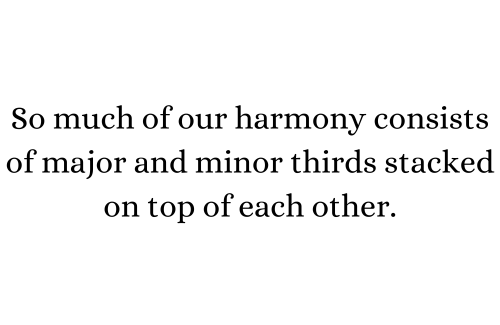 So much of our harmony consists
of major and minor thirds stacked
on top of each other.